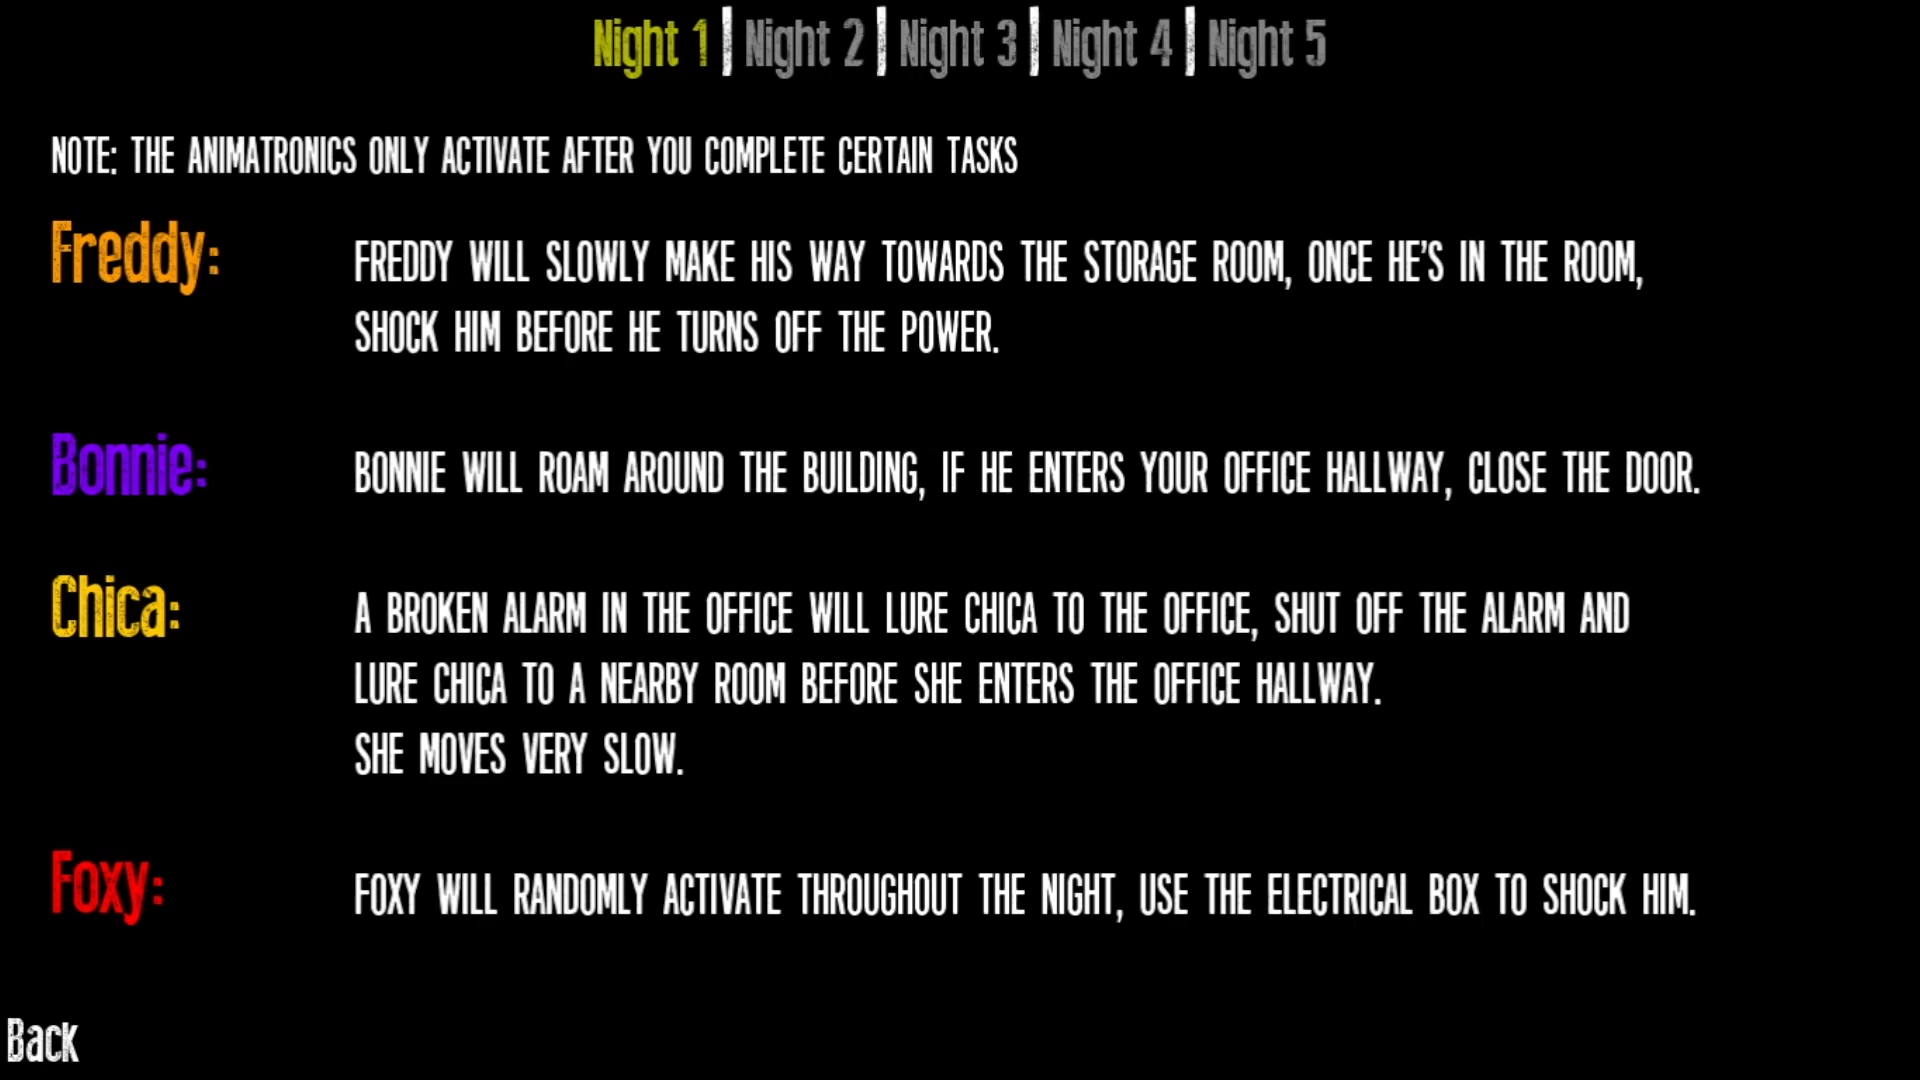 Night 1 | Night 2 | Night 3 | Night 4 | Night 5
NOTE: THE ANIMATRONICS ONLY ACTIVATE AFTER YOU COMPLETE CERTAIN TASKS
Freddy: FREDDY WILL SLOWLY MAKE HIS WAY TOWARDS THE STORAGE ROOM, ONCE HE'S IN THE ROOM,
SHOCK HIM BEFORE HE TURNS OFF THE POWER.
Bonnie: BONNIE WILL ROAM AROUND THE BUILDING, IF HE ENTERS YOUR OFFICE HALLWAY, CLOSE THE DOOR.
Chica: A BROKEN ALARM IN THE OFFICE WILL LURE CHICA TO THE OFFICE, SHUT OFF THE ALARM AND
LURE CHICA TO A NEARBY ROOM BEFORE SHE ENTERS THE OFFICE HALLWAY.
SHE MOVES VERY SLOW.
Foxy: FOXY WILL RANDOMLY ACTIVATE THROUGHOUT THE NIGHT, USE THE ELECTRICAL BOX TO SHOCK HIM.
Back